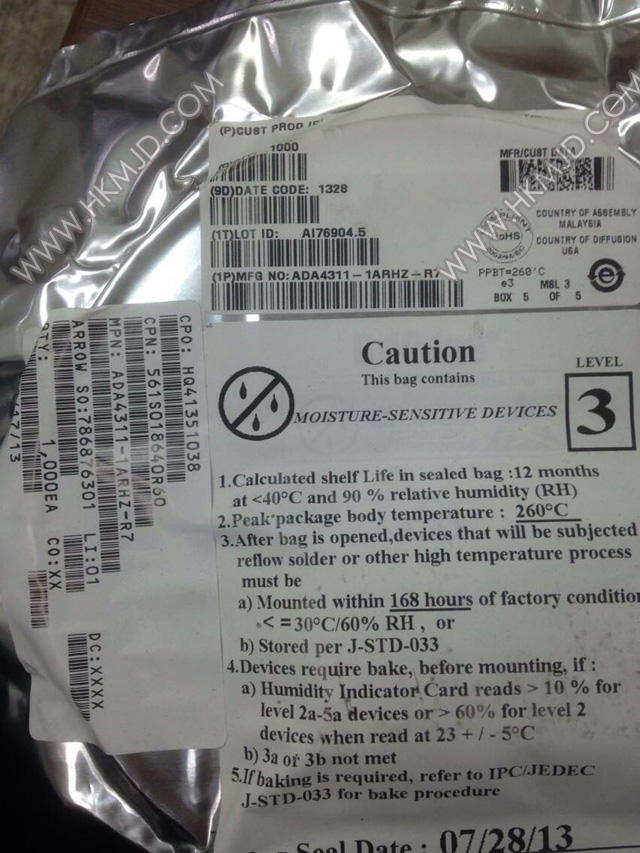 WWW.HKMJD.COM
WWW.HKMJD.COM
(P)CUST PROD
1000
(9D)DATE CODE: 1328
(1T)LOT ID: AI76904.5
(1P)MFG NO:ADA4311-1ARHZ-R7
MFR/CUST
COMPLIANT
RoHS
2002/95/EC
COUNTRY OF ASSEMBLY
MALAYSIA
COUNTRY OF DIFFUSION
USA
PPBT=260'C
e3 MSL 3
BOX 5 OF 5
e
CPO: HQ41351038
CPN: 561S018640R60
MPN: ADA4311-1ARHZ-R7
ARROW SO:786876301 LI:01
QTY: 1,000EA CO:XX
DC:XXXX
Caution
This bag contains
MOISTURE-SENSITIVE DEVICES
LEVEL
3
1.Calculated shelf Life in sealed bag :12 months
at <40°C and 90 % relative humidity (RH)
2.Peak package body temperature : 260°C
3.After bag is opened,devices that will be subjected
reflow solder or other high temperature process
must be
a) Mounted within 168 hours of factory condition
<=30°C/60% RH , or
b) Stored per J-STD-033
4.Devices require bake, before mounting, if :
a) Humidity Indicator Card reads > 10 % for
level 2a-5a devices or > 60% for level 2
devices when read at 23 + / - 5°C
b) 3a or 3b not met
5.If baking is required, refer to IPC/JEDEC
J-STD-033 for bake procedure
Seal Date : 07/28/13